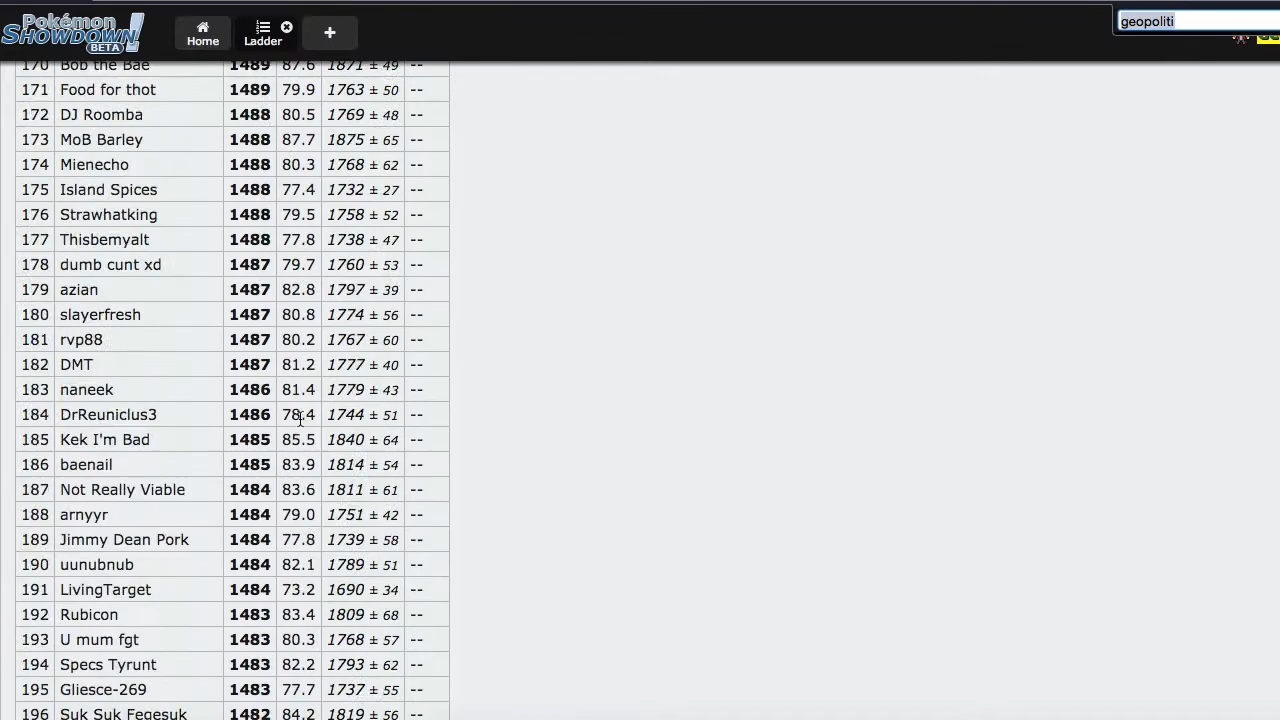 Pokémon
SHOWDOWN!
BETA
Home
Ladder
+
geopoliti
170 Bob the Bae 1489 87.6 1871 ± 49 --
171 Food for thot 1489 79.9 1763 ± 50 --
172 DJ Roomba 1488 80.5 1769 ± 48 --
173 MoB Barley 1488 87.7 1875 ± 65 --
174 Mienecho 1488 80.3 1768 ± 62 --
175 Island Spices 1488 77.4 1732 ± 27 --
176 Strawhatking 1488 79.5 1758 ± 52 --
177 Thisbemyalt 1488 77.8 1738 ± 47 --
178 dumb cunt xd 1487 79.7 1760 ± 53 --
179 azian 1487 82.8 1797 ± 39 --
180 slayerfresh 1487 80.8 1774 ± 56 --
181 rvp88 1487 80.2 1767 ± 60 --
182 DMT 1487 81.2 1777 ± 40 --
183 naneek 1486 81.4 1779 ± 43 --
184 DrReuniclus3 1486 78.4 1744 ± 51 --
185 Kek I'm Bad 1485 85.5 1840 ± 64 --
186 baenail 1485 83.9 1814 ± 54 --
187 Not Really Viable 1484 83.6 1811 ± 61 --
188 arnyyr 1484 79.0 1751 ± 42 --
189 Jimmy Dean Pork 1484 77.8 1739 ± 58 --
190 uunubnub 1484 82.1 1789 ± 51 --
191 LivingTarget 1484 73.2 1690 ± 34 --
192 Rubicon 1483 83.4 1809 ± 68 --
193 U mum fgt 1483 80.3 1768 ± 57 --
194 Specs Tyrunt 1483 82.2 1793 ± 62 --
195 Gliesce-269 1483 77.7 1737 ± 55 --
196 Suk Suk Fegesuk 1482 84.2 1819 ± 56 --